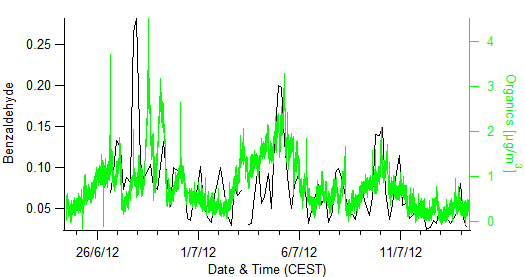 0.25
0.20
0.15
0.10
0.05
Benzaldehyde
4
3
2
1
0
Organics [µg/m³]
26/6/12 1/7/12 6/7/12 11/7/12
Date & Time (CEST)